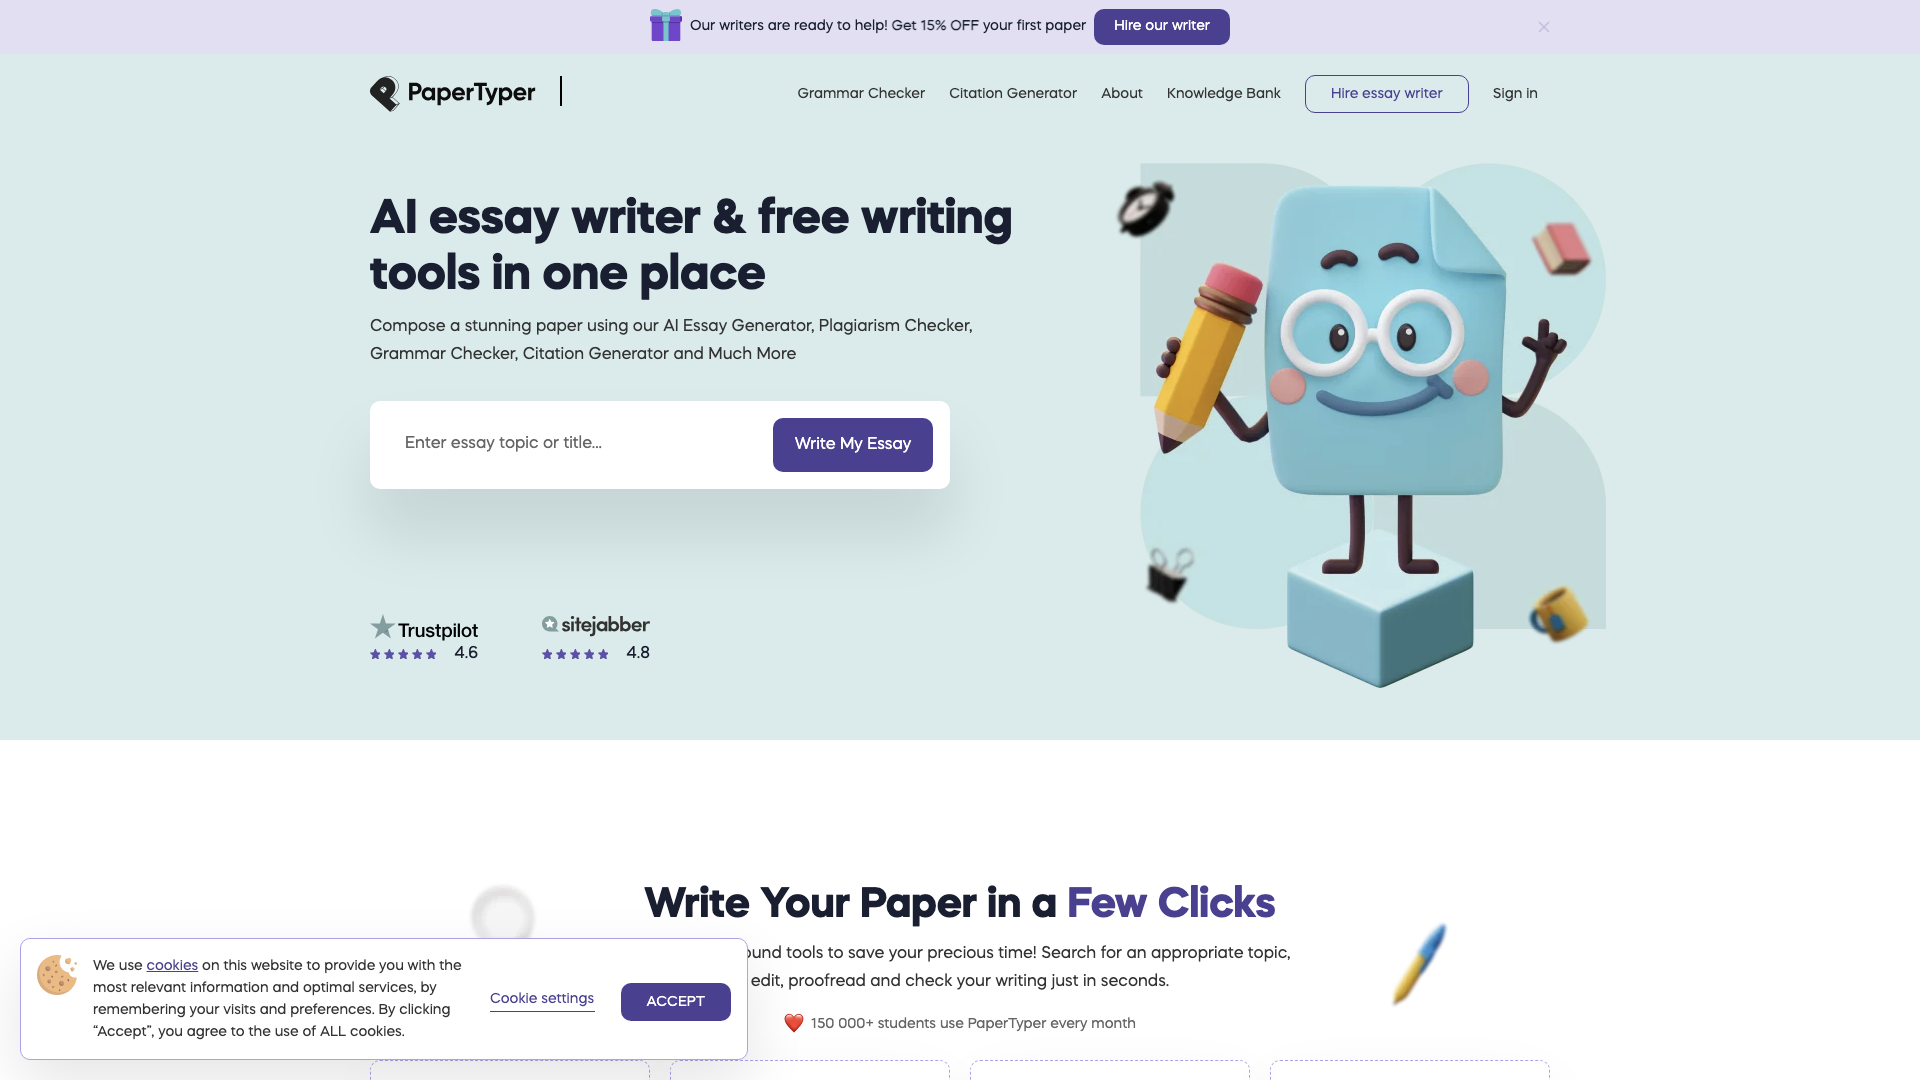 Our writers are ready to help! Get 15% OFF your first paper
Hire our writer
PaperTyper
Grammar Checker
Citation Generator
About
Knowledge Bank
Hire essay writer
Sign in
AI essay writer & free writing
tools in one place
Compose a stunning paper using our AI Essay Generator, Plagiarism Checker,
Grammar Checker, Citation Generator and Much More
Enter essay topic or title...
Write My Essay
Trustpilot
4.6
sitejabber
4.8
Write Your Paper in a Few Clicks
tools to save your precious time! Search for an appropriate topic,
edit, proofread and check your writing just in seconds.
150 000+ students use PaperTyper every month
We use cookies on this website to provide you with the
most relevant information and optimal services, by
remembering your visits and preferences. By clicking
“Accept”, you agree to the use of ALL cookies.
Cookie settings
ACCEPT